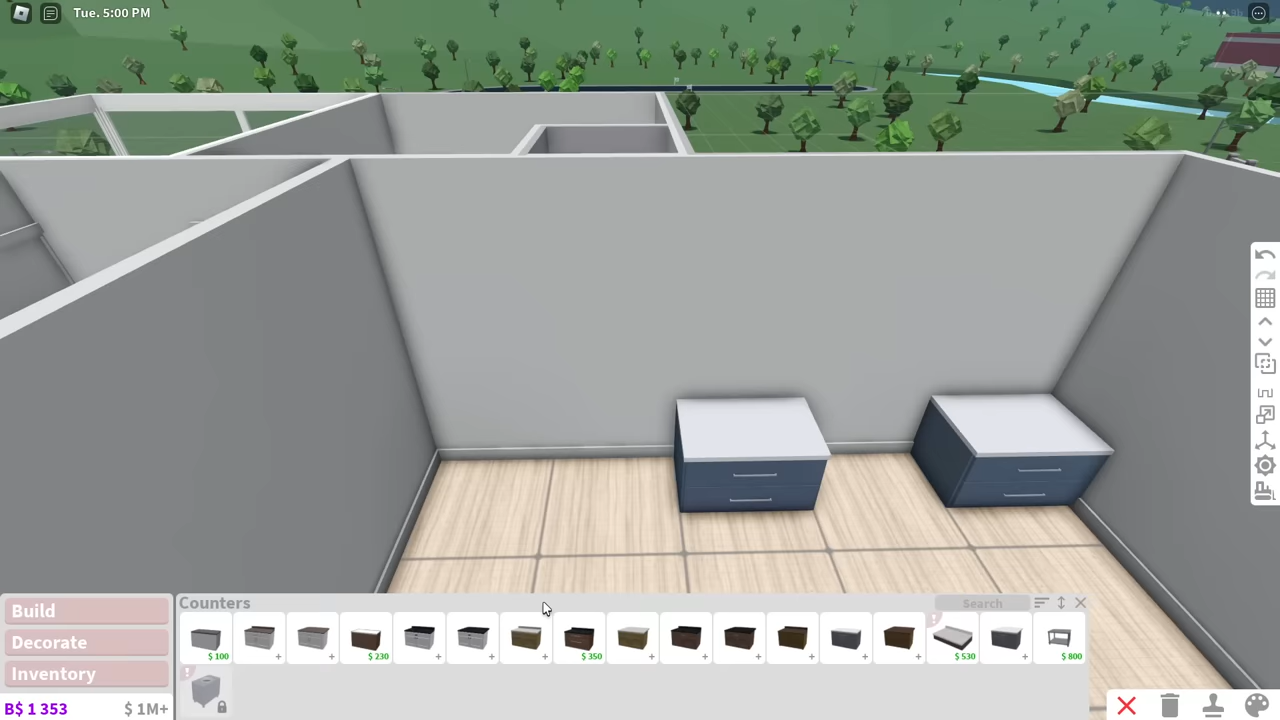 Tue. 5:00 PM
Build
Decorate
Inventory
B$ 1 353
$ 1M+
Counters
Search
$ 100
+
+
$ 230
+
+
+
$ 350
+
+
+
+
+
+
$ 530
+
$ 800